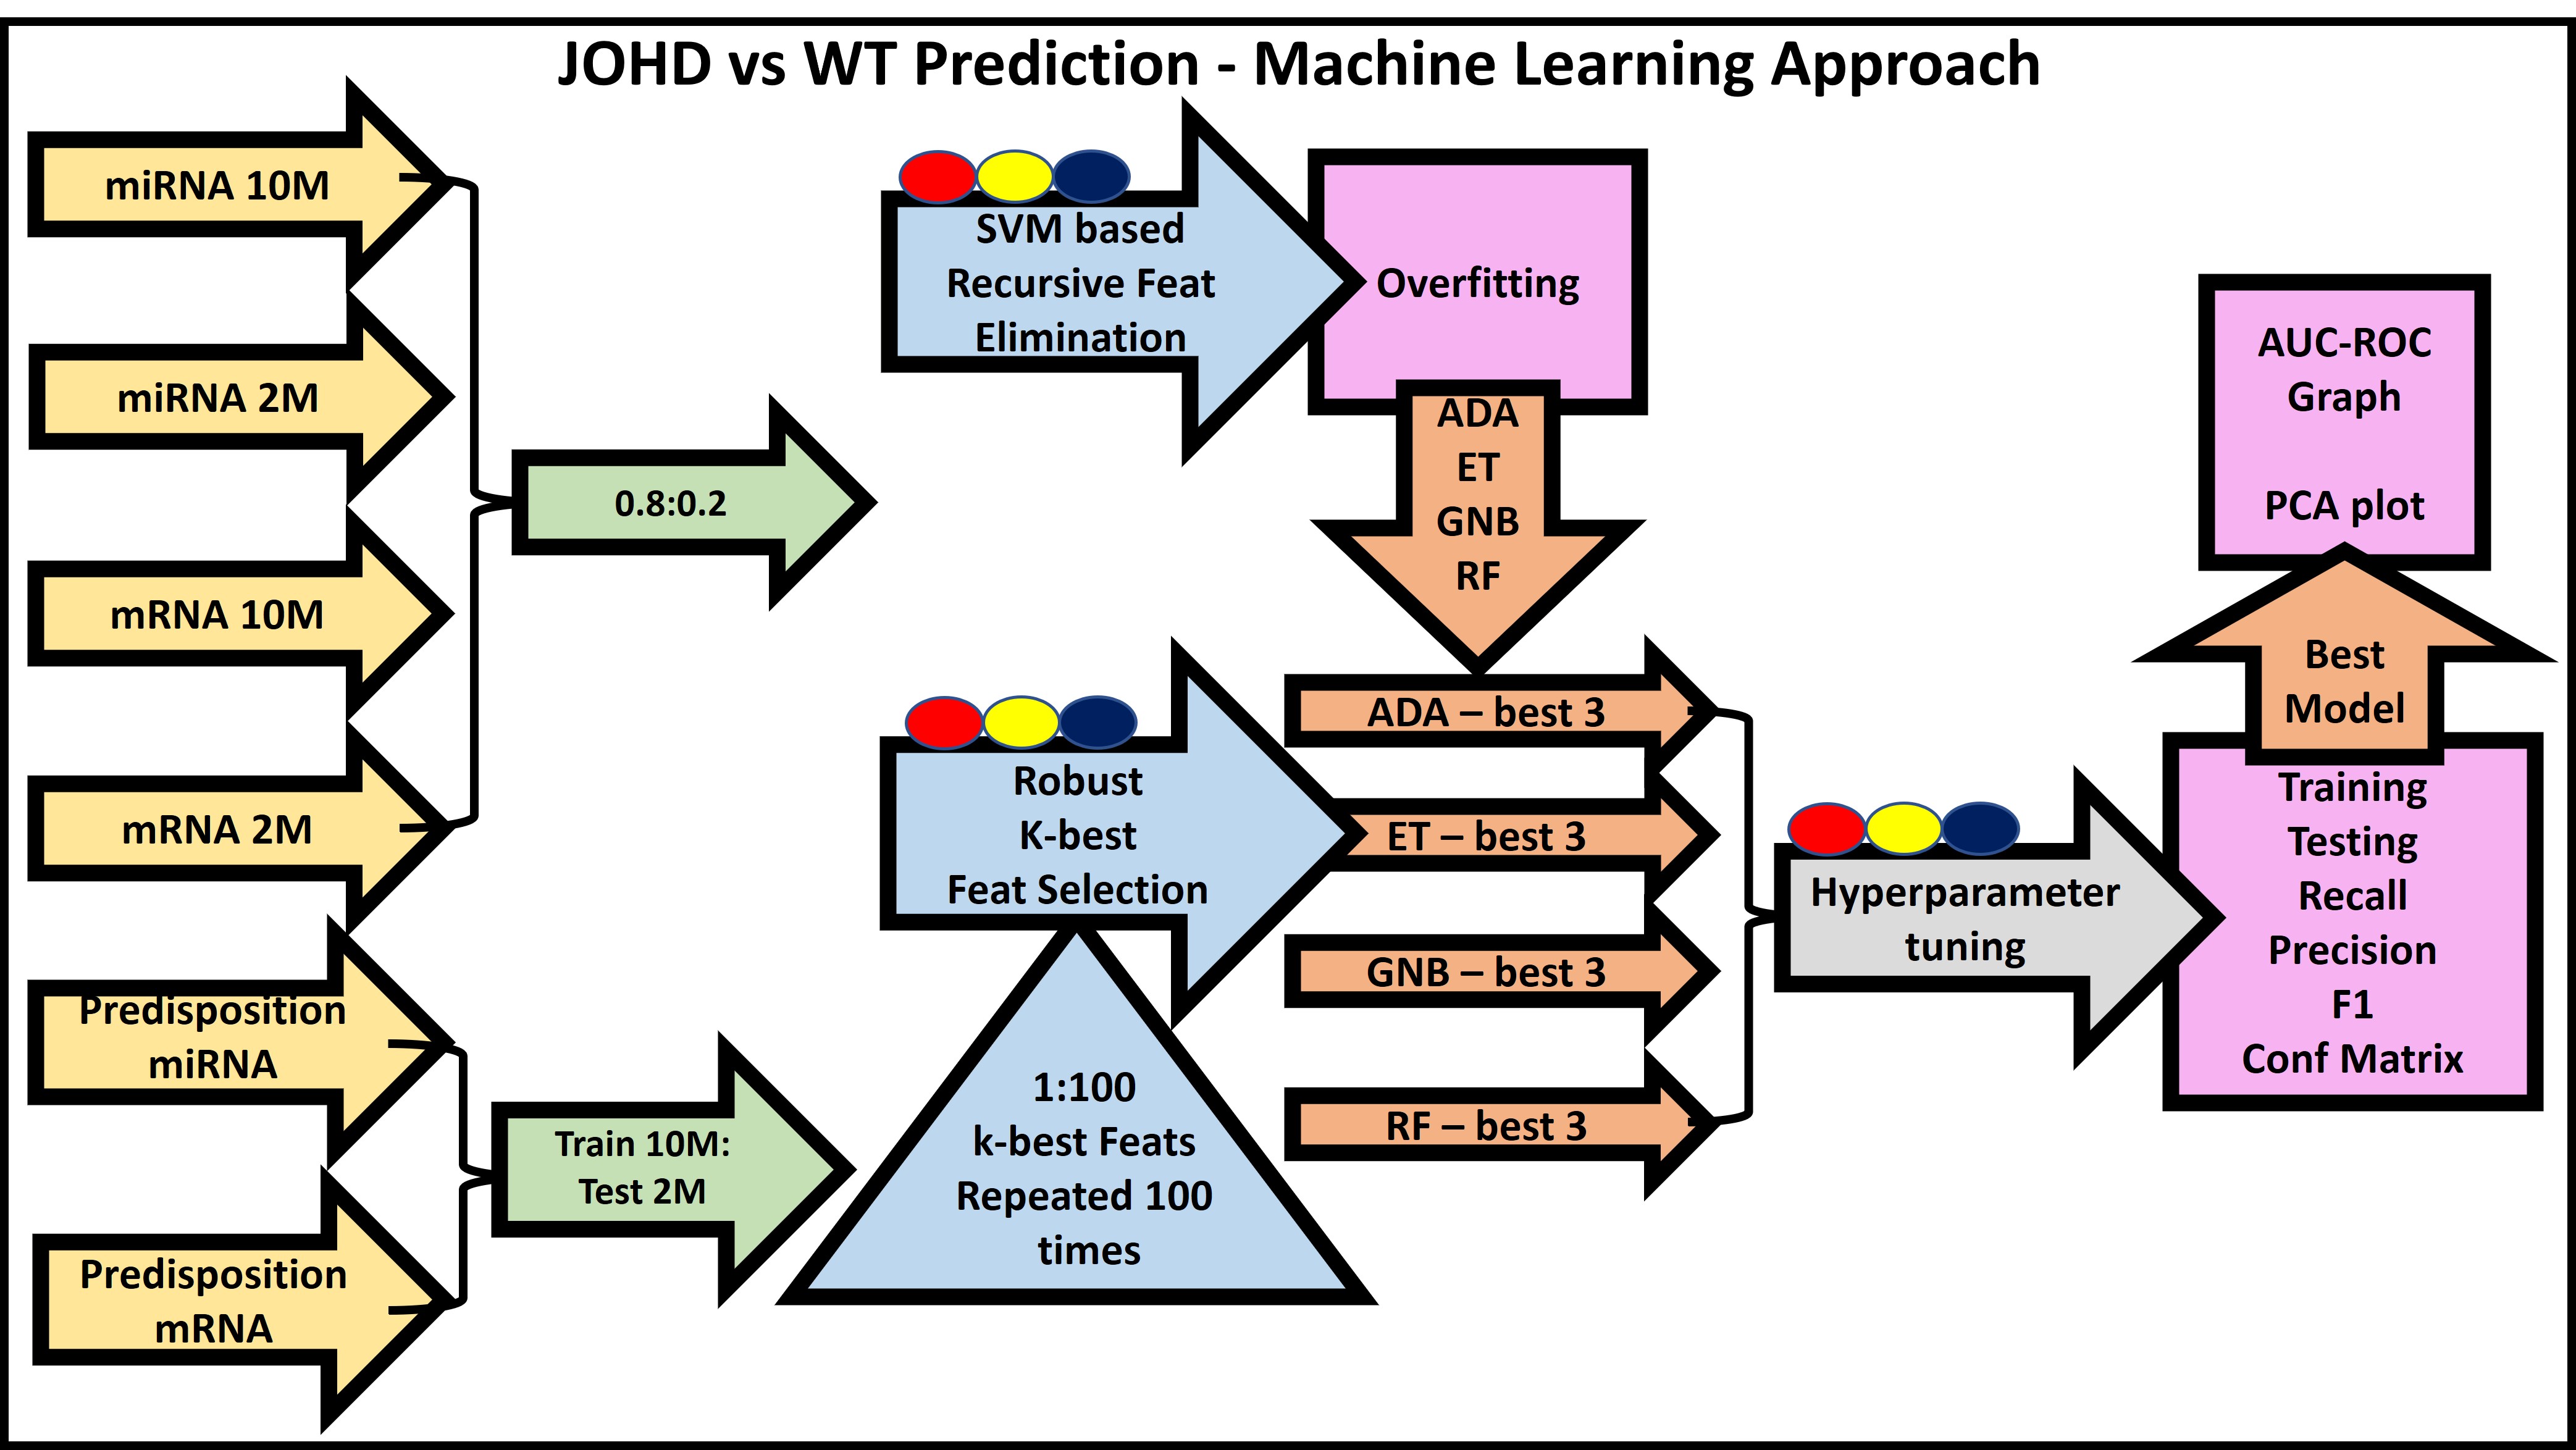 JOHD vs WT Prediction - Machine Learning Approach
miRNA 10M
miRNA 2M
mRNA 10M
mRNA 2M
Predisposition
miRNA
Predisposition
mRNA
0.8:0.2
Train 10M:
Test 2M
SVM based
Recursive Feat
Elimination
Overfitting
ADA
ET
GNB
RF
Robust
K-best
Feat Selection
1:100
k-best Feats
Repeated 100
times
ADA – best 3
ET – best 3
GNB – best 3
RF – best 3
Hyperparameter
tuning
Training
Testing
Recall
Precision
F1
Conf Matrix
Best
Model
AUC-ROC
Graph
PCA plot